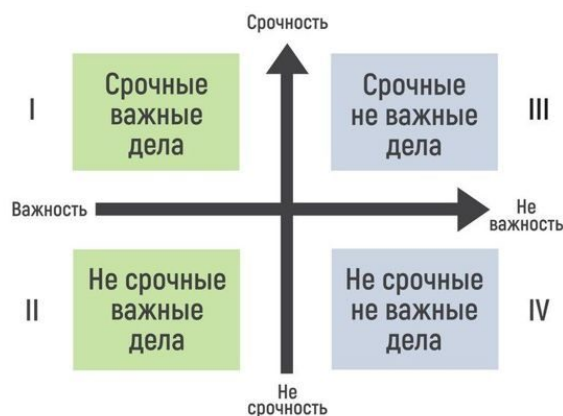 Срочность
I
Срочные
важные
дела
Срочные
не важные
дела
III
Важность
Не
важность
II
Не срочные
важные
дела
Не срочные
не важные
дела
IV
Не
срочность